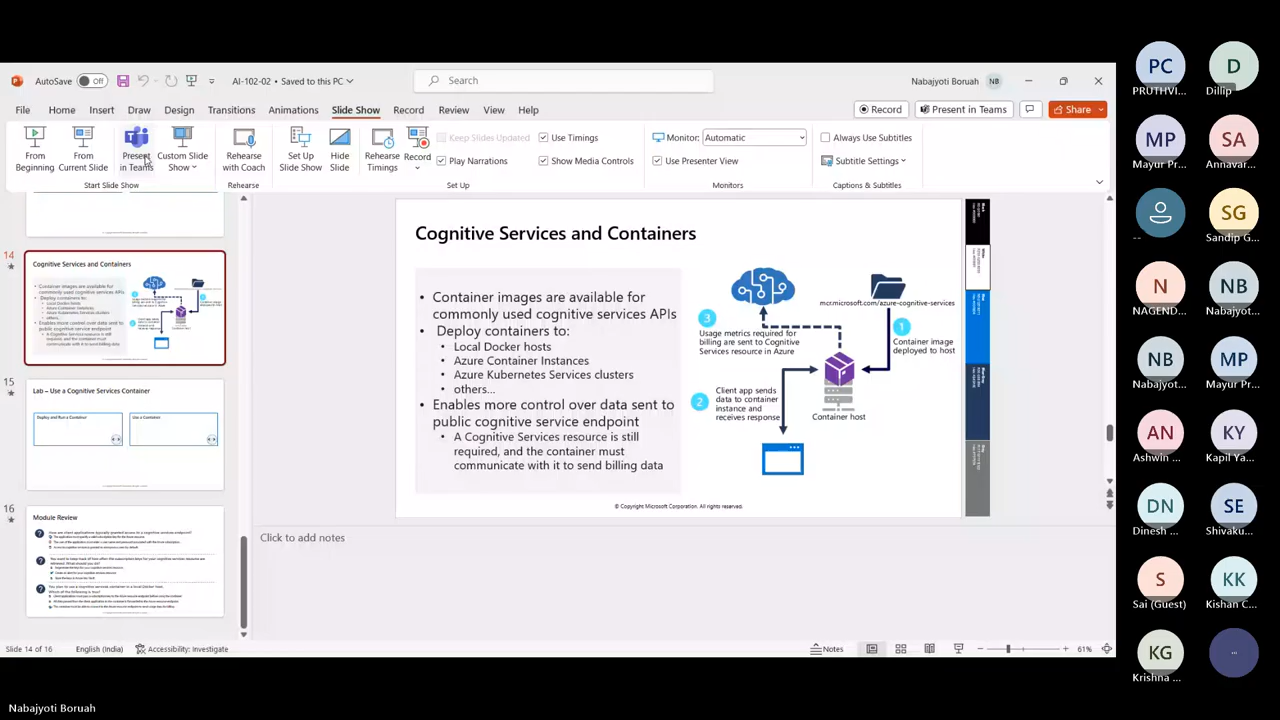 AutoSave Off
AI-102-02 • Saved to this PC
Search
Nabajyoti Boruah NB
File Home Insert Draw Design Transitions Animations Slide Show Record Review View Help
Record Present in Teams Share
From Beginning
From Current Slide
Present in Teams
Custom Slide Show
Rehearse with Coach
Set Up Slide Show
Hide Slide
Rehearse Timings
Record
Keep Slides Updated
Play Narrations
Use Timings
Show Media Controls
Monitor: Automatic
Use Presenter View
Always Use Subtitles
Subtitle Settings
Start Slide Show
Rehearse
Set Up
Monitors
Captions & Subtitles
14
Cognitive Services and Containers
15
Lab – Use a Cognitive Services Container
Deploy and Run a Container
Use a Container
16
Module Review
Cognitive Services and Containers
• Container images are available for
commonly used cognitive services APIs
• Deploy containers to:
• Local Docker hosts
• Azure Container Instances
• Azure Kubernetes Services clusters
• others...
• Enables more control over data sent to
public cognitive service endpoint
• A Cognitive Services resource is still
required, and the container must
communicate with it to send billing data
mcr.microsoft.com/azure-cognitive-services
3
Usage metrics required for
billing are sent to Cognitive
Services resource in Azure
1
Container image
deployed to host
2
Client app sends
data to container
instance and
receives response
Container host
© Copyright Microsoft Corporation. All rights reserved.
Click to add notes
Slide 14 of 16
English (India)
Accessibility: Investigate
Notes
61%
PC
PRUTHVI...
D
Dillip
MP
Mayur Pr...
SA
Annavar...
--
SG
Sandip G...
N
NAGEND...
NB
Nabajyot...
NB
Nabajyot...
MP
Mayur Pr...
AN
Ashwin ...
KY
Kapil Ya...
DN
Dinesh ...
SE
Shivaku...
S
Sai (Guest)
KK
Kishan C...
KG
Krishna ...
...
Nabajyoti Boruah